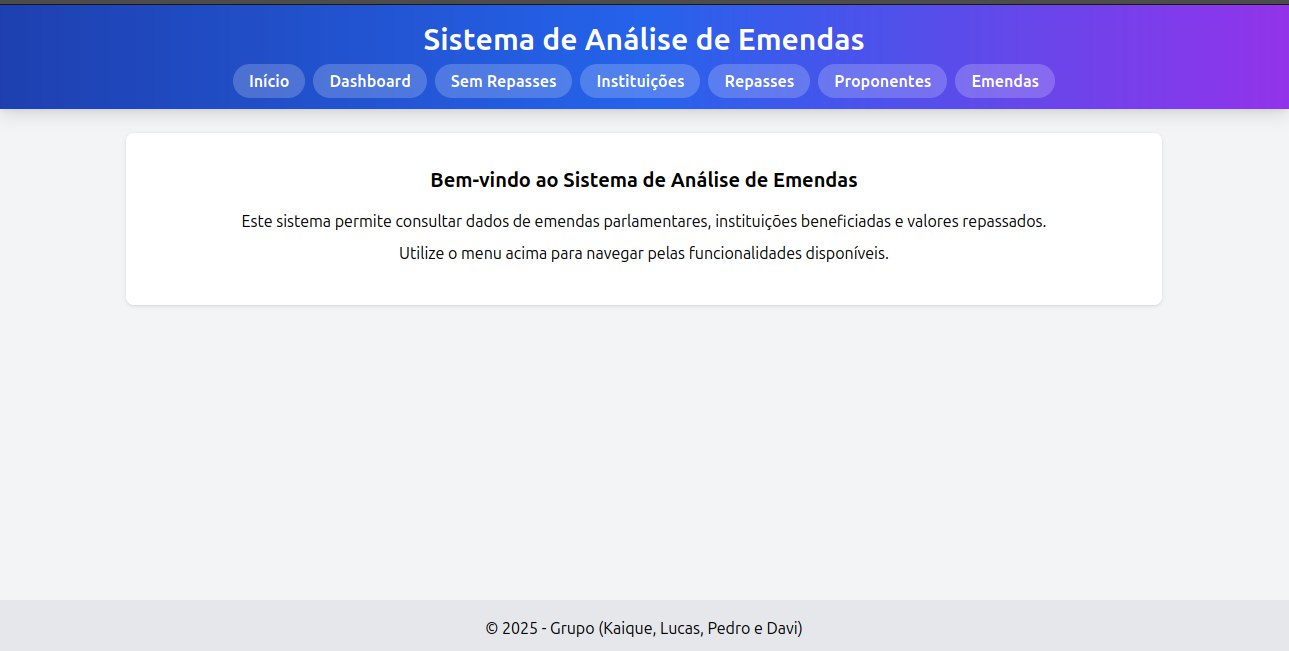 Sistema de Análise de Emendas
Início Dashboard Sem Repasses Instituições Repasses Proponentes Emendas
Bem-vindo ao Sistema de Análise de Emendas
Este sistema permite consultar dados de emendas parlamentares, instituições beneficiadas e valores repassados.
Utilize o menu acima para navegar pelas funcionalidades disponíveis.
© 2025 - Grupo (Kaique, Lucas, Pedro e Davi)